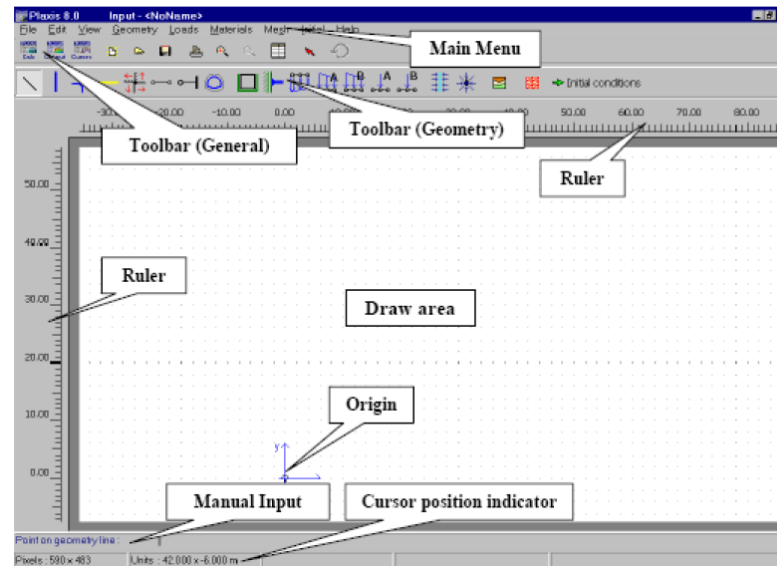 Plaxis 8.0 Input - <NoName>
File Edit View Geometry Loads Materials Mesh Initial Help
Main Menu
Calc Output Curves
A B A B Initial conditions
-20.00 -10.00 0.00 50.00 60.00 70.00 80.00
Toolbar (General)
Toolbar (Geometry)
Ruler
50.00
40.00
Ruler
30.00
Draw area
20.00
Origin
10.00
y
0.00
Manual Input
Cursor position indicator
Point on geometry line :
Pixels : 590 x 483 Units : 42.000 x -6.000 m